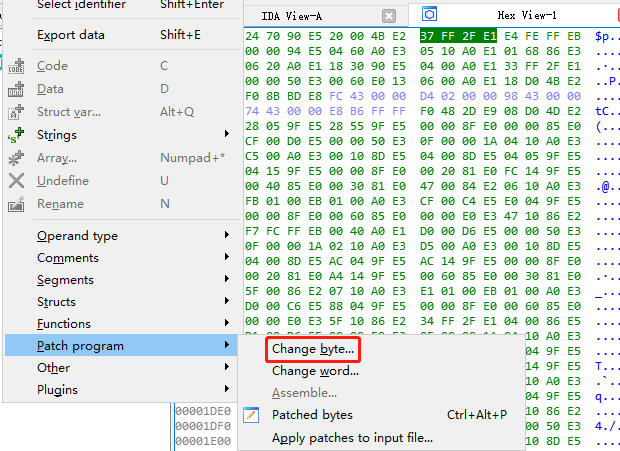 Select identifier Shift+Enter
IDA View-A
Hex View-1
Export data Shift+E
Code C
Data D
Struct var... Alt+Q
Strings
Array... Numpad+*
Undefine U
Rename N
Operand type
Comments
Segments
Structs
Functions
Patch program
Other
Plugins
Change byte...
Change word...
Assemble...
Patched bytes Ctrl+Alt+P
Apply patches to input file...
24 70 90 E5 20 00 4B E2 37 FF 2F E1 E4 FE FF EB $p..
00 00 94 E5 04 60 A0 E3 05 10 A0 E1 01 68 86 E3
06 20 A0 E1 18 30 90 E5 04 00 A0 E1 33 FF 2F E1
00 00 50 E3 00 60 E0 13 06 00 A0 E1 18 D0 4B E2 ..P.
F0 8B BD E8 FC 43 00 00 D4 02 00 00 98 43 00 00
74 43 00 00 E8 B6 FF FF F0 48 2D E9 08 D0 4D E2 tC..
28 05 9F E5 28 55 9F E5 00 00 8F E0 00 00 85 E0 (...
CF 00 D0 E5 00 00 50 E3 0F 00 00 1A 04 10 A0 E3
C5 00 A0 E3 00 10 8D E5 04 00 8D E5 04 05 9F E5
04 15 9F E5 00 00 8F E0 00 20 81 E0 FC 14 9F E5
00 40 85 E0 00 30 81 E0 47 00 84 E2 06 10 A0 E3 .@..
FB 01 00 EB 01 00 A0 E3 CF 00 C4 E5 E0 04 9F E5
00 00 8F E0 00 60 85 E0 00 00 E0 E3 47 10 86 E2
F7 FC FF EB 00 40 A0 E1 D0 00 D6 E5 00 00 50 E3
0F 00 00 1A 02 10 A0 E3 D5 00 A0 E3 00 10 8D E5
04 00 8D E5 AC 04 9F E5 AC 14 9F E5 00 00 8F E0
00 20 81 E0 A4 14 9F E5 00 60 85 E0 00 30 81 E0
5F 00 86 E2 07 10 A0 E3 E1 01 00 EB 01 00 A0 E3 _...
D0 00 C6 E5 88 04 9F E5 00 00 8F E0 00 60 85 E0
00 00 E0 E3 5F 10 86 E2 34 FF 2F E1 04 00 86 E5
00001DE0
00001DF0
00001E00